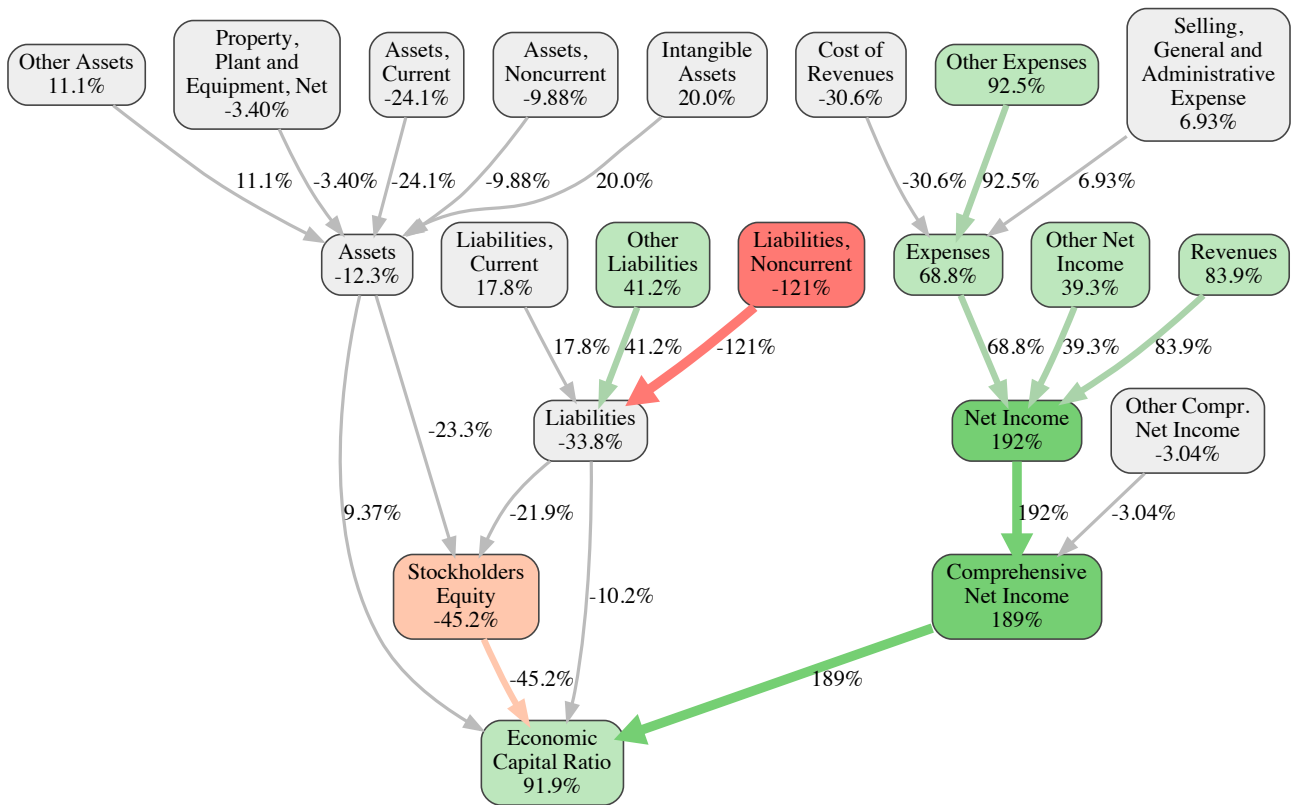 Other Assets
11.1%
Property,
Plant and
Equipment, Net
-3.40%
Assets,
Current
-24.1%
Assets,
Noncurrent
-9.88%
Intangible
Assets
20.0%
Cost of
Revenues
-30.6%
Other Expenses
92.5%
Selling,
General and
Administrative
Expense
6.93%
11.1%
-3.40%
-24.1%
-9.88%
20.0%
-30.6%
92.5%
6.93%
Assets
-12.3%
Liabilities,
Current
17.8%
Other
Liabilities
41.2%
Liabilities,
Noncurrent
-121%
Expenses
68.8%
Other Net
Income
39.3%
Revenues
83.9%
17.8%
41.2%
-121%
68.8%
39.3%
83.9%
-23.3%
Liabilities
-33.8%
Net Income
192%
Other Compr.
Net Income
-3.04%
9.37%
-21.9%
192%
-3.04%
Stockholders
Equity
-45.2%
-10.2%
Comprehensive
Net Income
189%
-45.2%
189%
Economic
Capital Ratio
91.9%